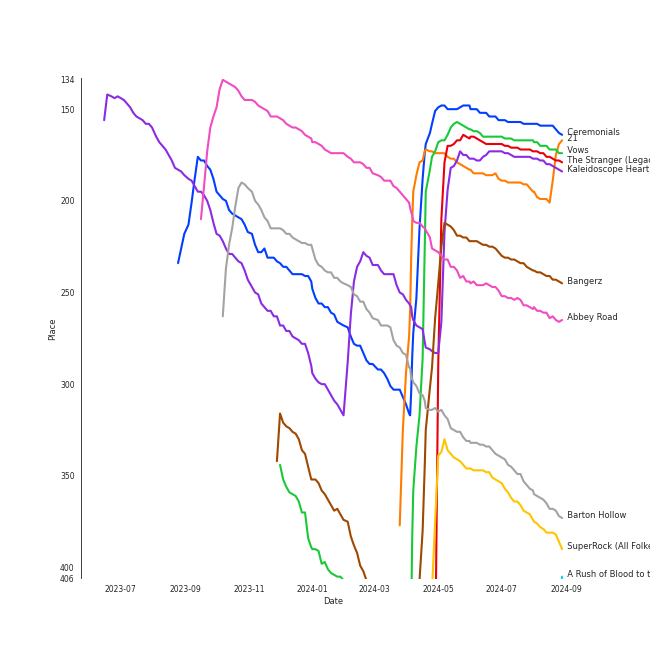 134
150
200
250
300
350
400
406
Place
2023-07
2023-09
2023-11
2024-01
2024-03
2024-05
2024-07
2024-09
Date
Ceremonials
21
Vows
The Stranger (Legac
Kaleidoscope Heart
Bangerz
Abbey Road
Barton Hollow
SuperRock (All Folke
A Rush of Blood to t